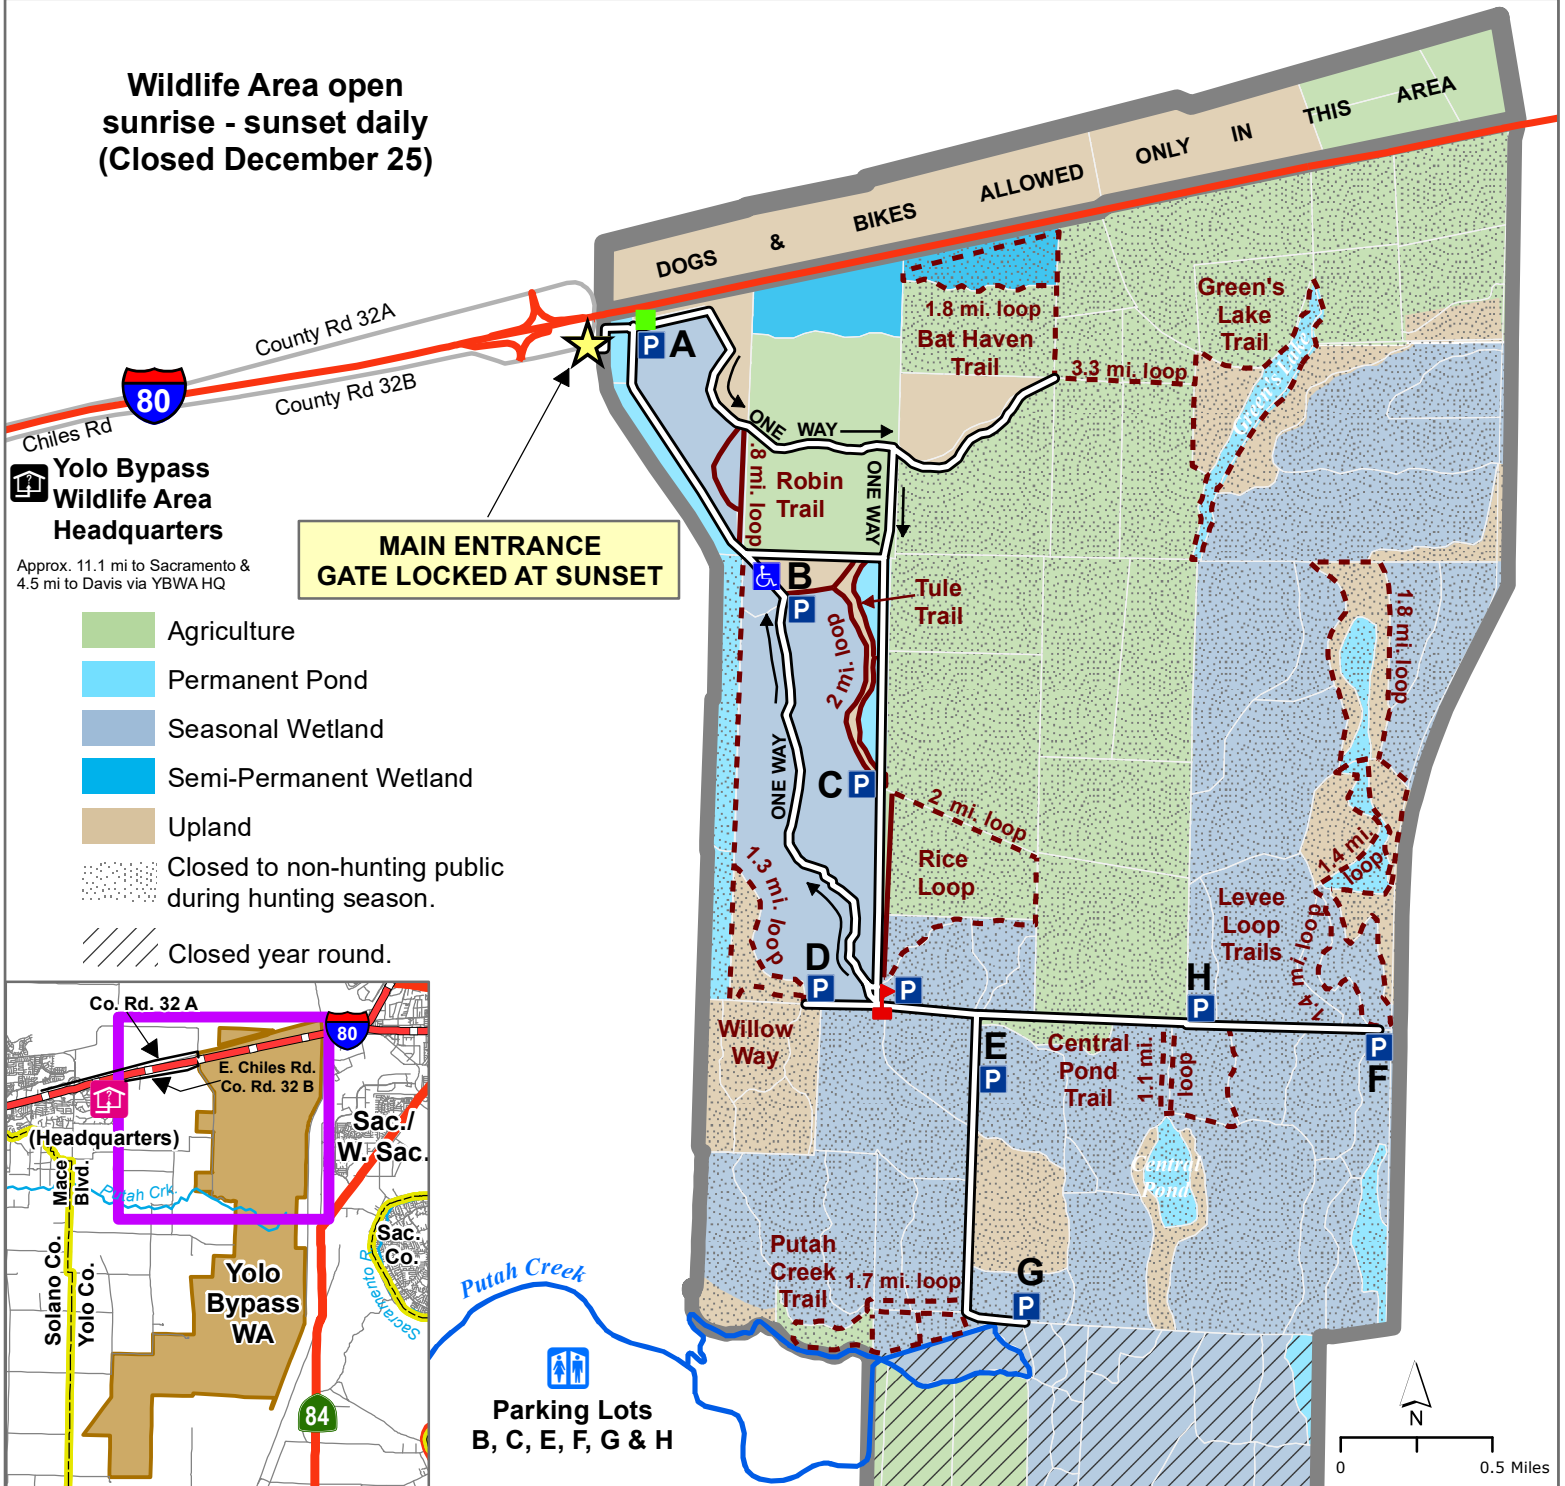 Wildlife Area open
sunrise - sunset daily
(Closed December 25)
DOGS & BIKES ALLOWED ONLY IN THIS AREA
County Rd 32A
County Rd 32B
80
Chiles Rd
Yolo Bypass
Wildlife Area
Headquarters
Approx. 11.1 mi to Sacramento &
4.5 mi to Davis via YBWA HQ
MAIN ENTRANCE
GATE LOCKED AT SUNSET
Agriculture
Permanent Pond
Seasonal Wetland
Semi-Permanent Wetland
Upland
Closed to non-hunting public
during hunting season.
Closed year round.
P A
ONE WAY
1.8 mi. loop
Bat Haven
Trail
3.3 mi. loop
Green's
Lake
Trail
Green's Lake
.8 mi. loop
Robin
Trail
ONE WAY
B
P
Tule
Trail
2 mi. loop
ONE WAY
C P
2 mi. loop
Rice
Loop
1.3 mi. loop
D
P
P
Willow
Way
1.8 mi. loop
1.4 mi.
loop
Levee
Loop
Trails
1.4 mi. loop
H
P
E
P
Central
Pond
Trail
1.1 mi.
loop
P
F
Central
Pond
Putah
Creek
Trail
1.7 mi. loop
G
P
Putah Creek
Parking Lots
B, C, E, F, G & H
N
0 0.5 Miles
Co. Rd. 32 A
80
E. Chiles Rd.
Co. Rd. 32 B
(Headquarters)
Sac./
W. Sac.
Mace
Blvd.
Putah Crk.
Solano Co.
Yolo Co.
Sac.
Co.
Sacramento R.
Yolo
Bypass
WA
84